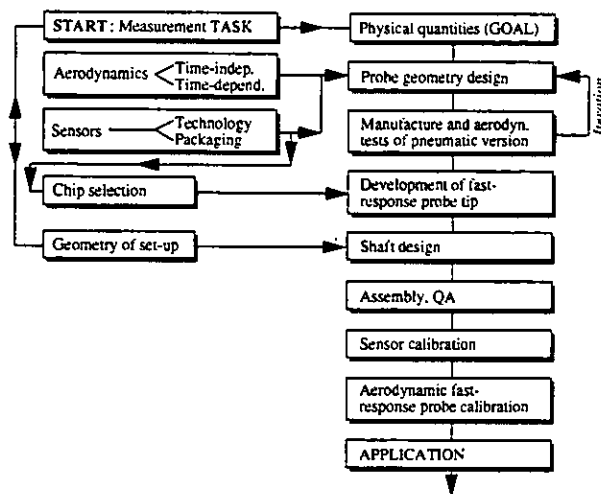 START: Measurement TASK
Physical quantities (GOAL)
Aerodynamics
Time-indep.
Time-depend.
Probe geometry design
Iteration
Sensors
Technology
Packaging
Manufacture and aerodyn.
tests of pneumatic version
Chip selection
Development of fast-
response probe tip
Geometry of set-up
Shaft design
Assembly, QA
Sensor calibration
Aerodynamic fast-
response probe calibration
APPLICATION